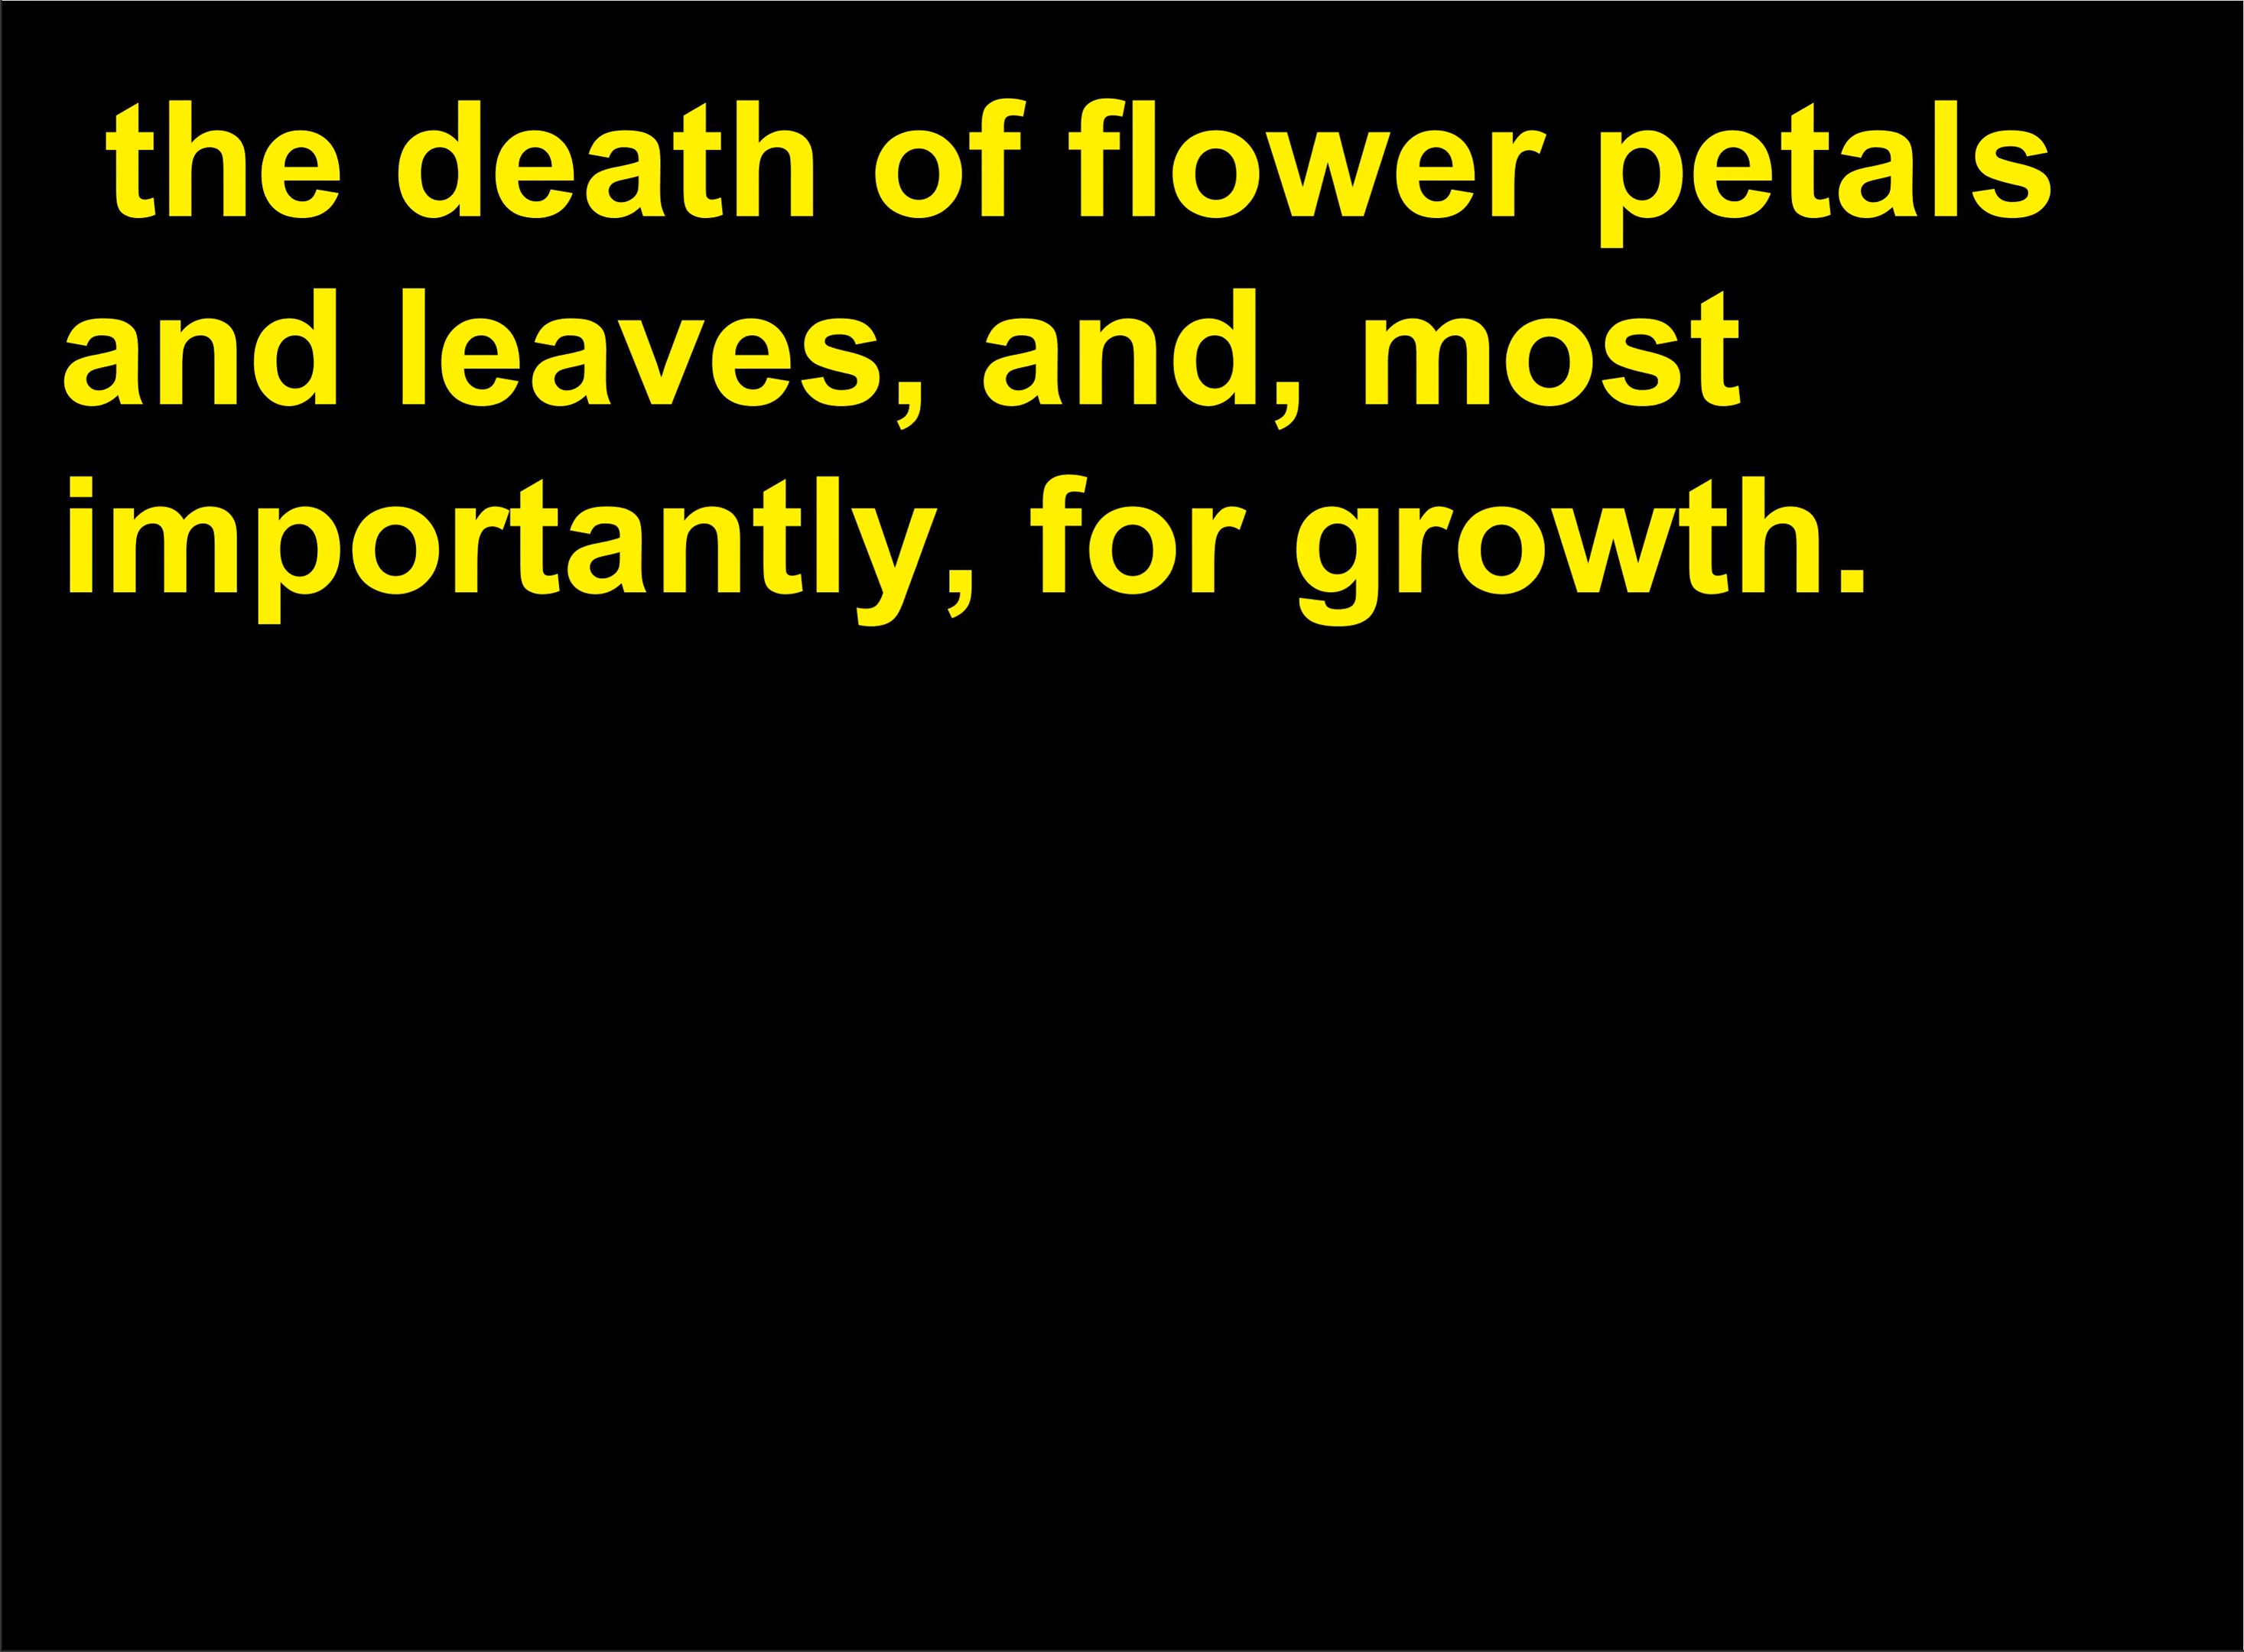 the death of flower petals
and leaves, and, most
importantly, for growth.